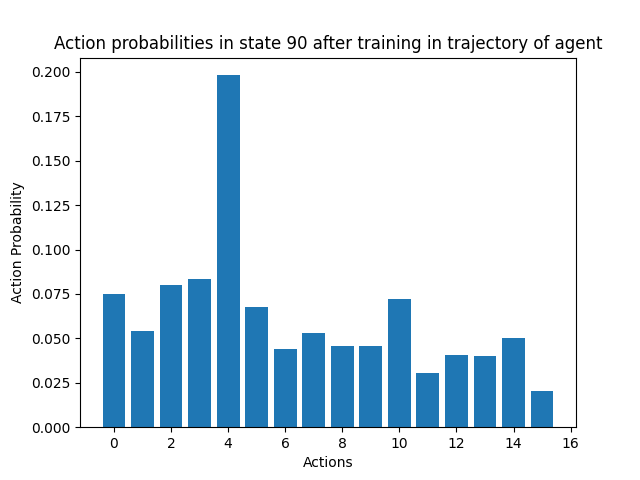 Action probabilities in state 90 after training in trajectory of agent
0.200
0.175
0.150
0.125
0.100
0.075
0.050
0.025
0.000
Action Probability
0 2 4 6 8 10 12 14 16
Actions